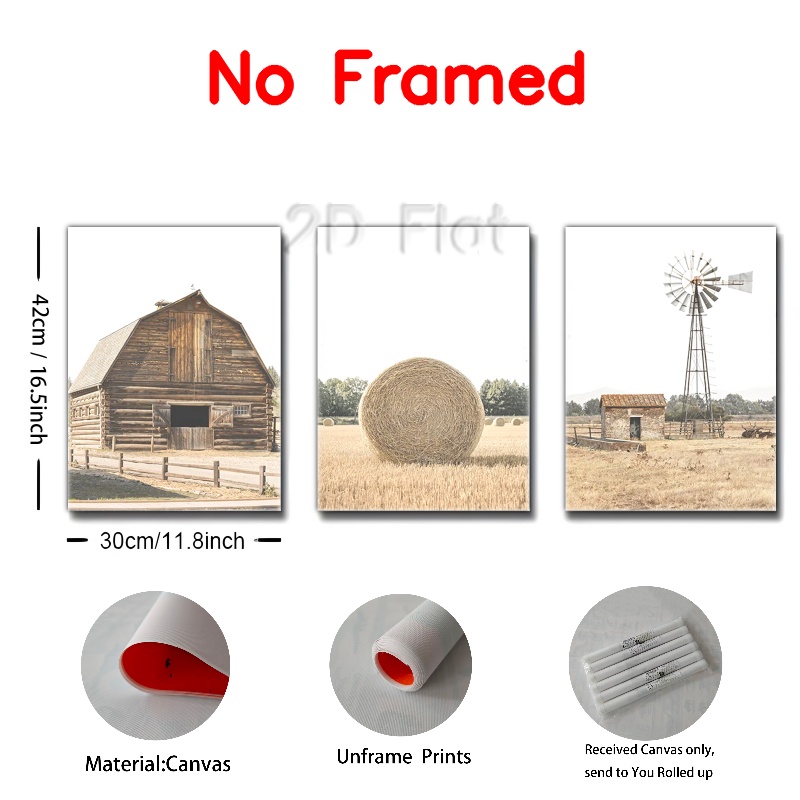 No Framed
2D Flat
42cm / 16.5inch
30cm/11.8inch
Material:Canvas
Unframe Prints
Received Canvas only,
send to You Rolled up